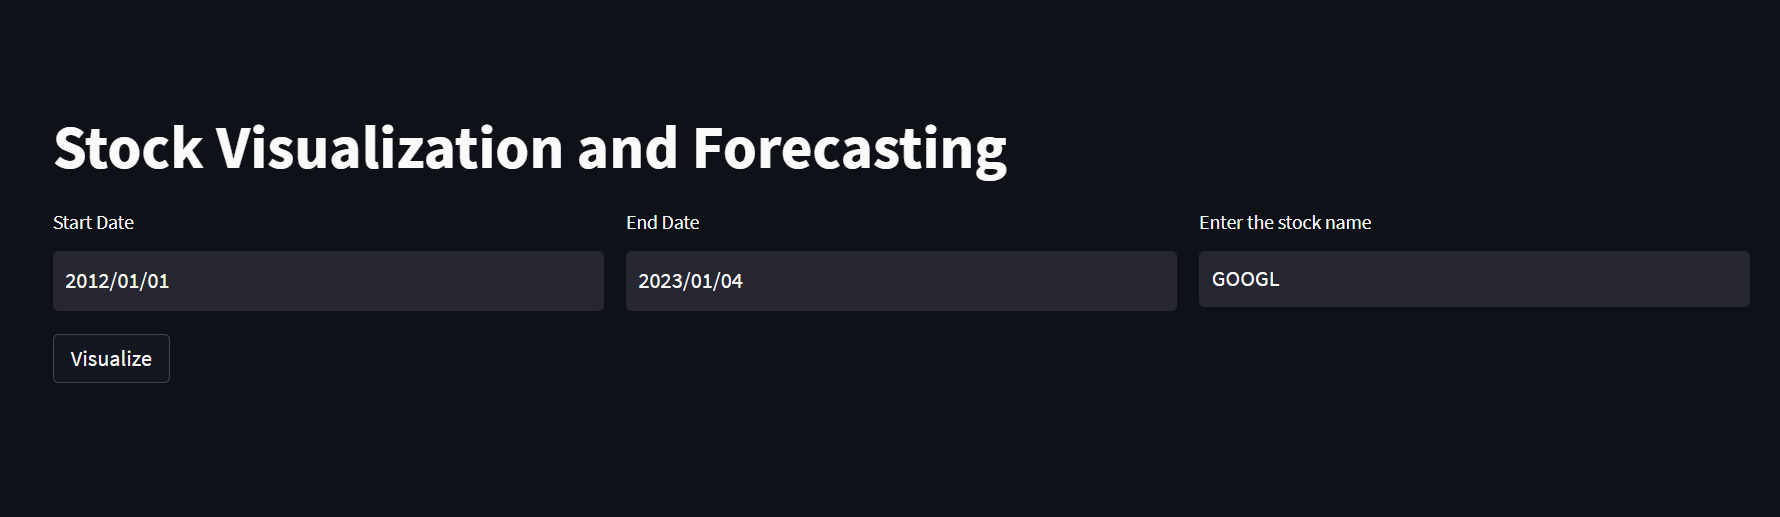 Stock Visualization and Forecasting
Start Date
End Date
Enter the stock name
2012/01/01
2023/01/04
GOOGL
Visualize